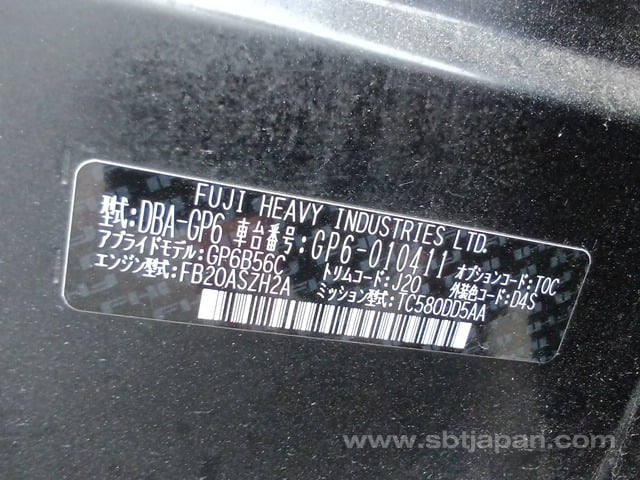 FUJI HEAVY INDUSTRIES LTD.
型式:DBA-GP6 車台番号:GP6-010411 オプションコード:TOC
アプライドモデル:GP6B56C トリムコード:J20 外装色コード:D4S
エンジン型式:FB20ASZH2A ミッション型式:TC580DD5AA
www.sbtjapan.com